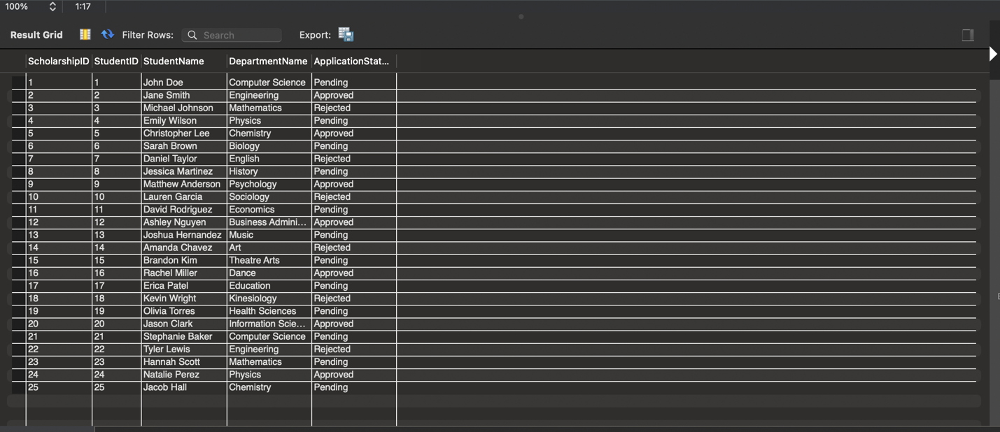 100% 1:17
Result Grid Filter Rows: Search Export:
ScholarshipID StudentID StudentName DepartmentName ApplicationStat...
1 1 John Doe Computer Science Pending
2 2 Jane Smith Engineering Approved
3 3 Michael Johnson Mathematics Rejected
4 4 Emily Wilson Physics Pending
5 5 Christopher Lee Chemistry Approved
6 6 Sarah Brown Biology Pending
7 7 Daniel Taylor English Rejected
8 8 Jessica Martinez History Pending
9 9 Matthew Anderson Psychology Approved
10 10 Lauren Garcia Sociology Rejected
11 11 David Rodriguez Economics Pending
12 12 Ashley Nguyen Business Admini... Approved
13 13 Joshua Hernandez Music Pending
14 14 Amanda Chavez Art Rejected
15 15 Brandon Kim Theatre Arts Pending
16 16 Rachel Miller Dance Approved
17 17 Erica Patel Education Pending
18 18 Kevin Wright Kinesiology Rejected
19 19 Olivia Torres Health Sciences Pending
20 20 Jason Clark Information Scie... Approved
21 21 Stephanie Baker Computer Science Pending
22 22 Tyler Lewis Engineering Rejected
23 23 Hannah Scott Mathematics Pending
24 24 Natalie Perez Physics Approved
25 25 Jacob Hall Chemistry Pending